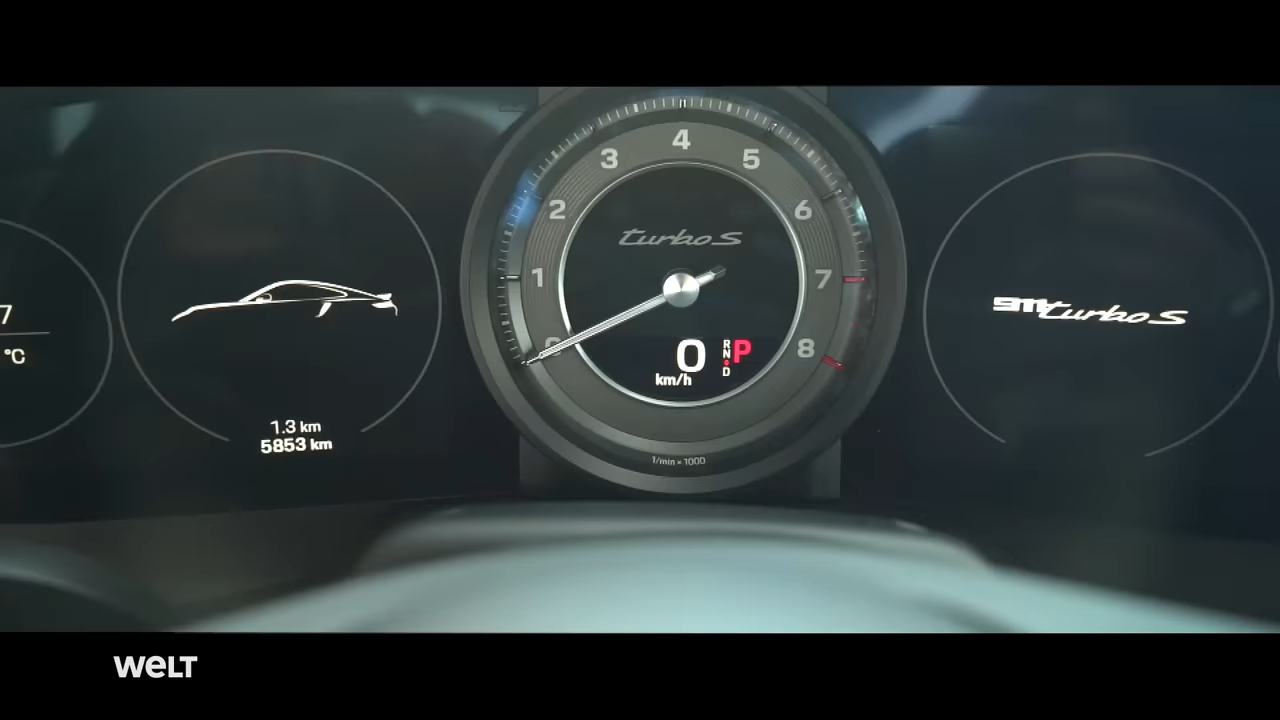 7
°C
1.3 km
5853 km
0
1
2
3
4
5
6
7
8
turbo S
0
km/h
R
N
D
P
1/min × 1000
911 turbo S
WELT